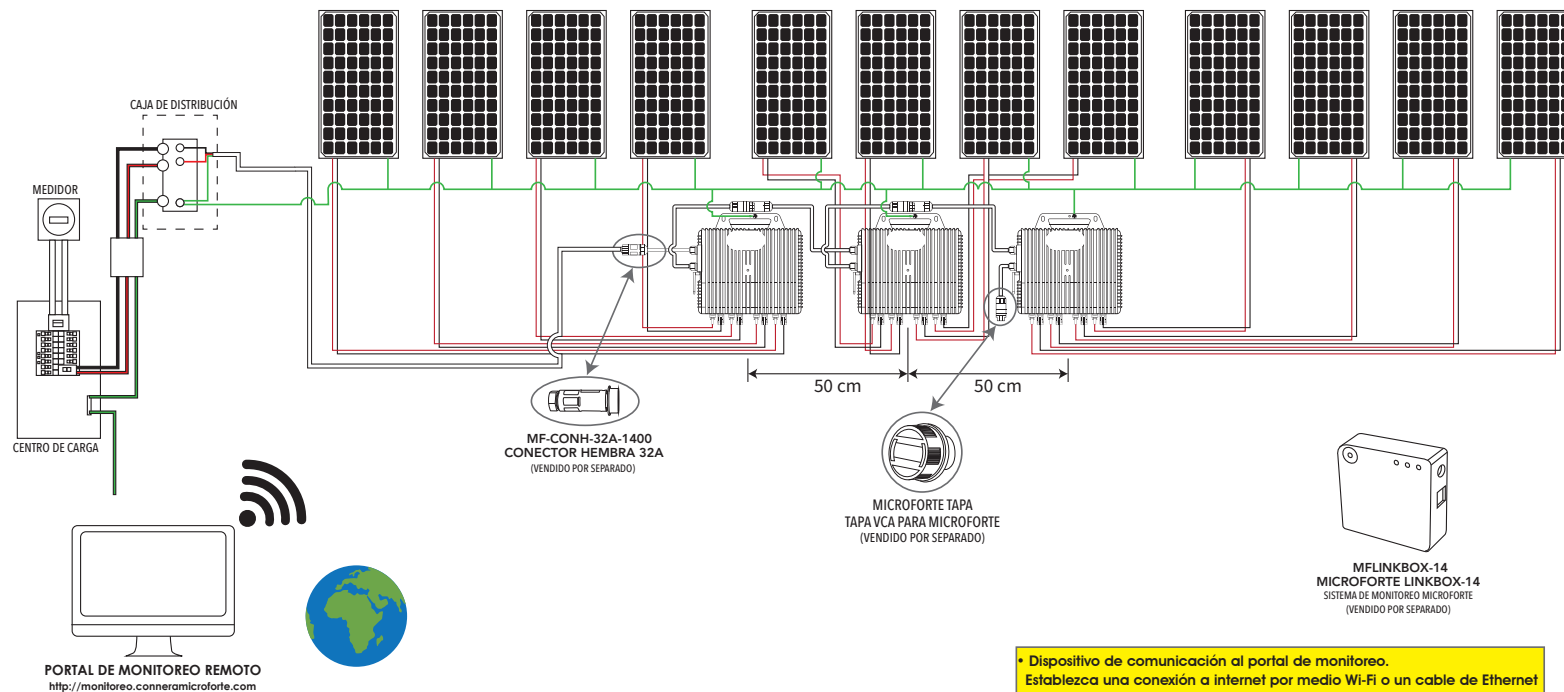 CAJA DE DISTRIBUCIÓN
MEDIDOR
CENTRO DE CARGA
50 cm
50 cm
MF-CONH-32A-1400
CONECTOR HEMBRA 32A
(VENDIDO POR SEPARADO)
MICROFORTE TAPA
TAPA VCA PARA MICROFORTE
(VENDIDO POR SEPARADO)
MFLINKBOX-14
MICROFORTE LINKBOX-14
SISTEMA DE MONITOREO MICROFORTE
(VENDIDO POR SEPARADO)
PORTAL DE MONITOREO REMOTO
http://monitoreo.conneramicroforte.com
• Dispositivo de comunicación al portal de monitoreo.
Establezca una conexión a internet por medio Wi-Fi o un cable de Ethernet